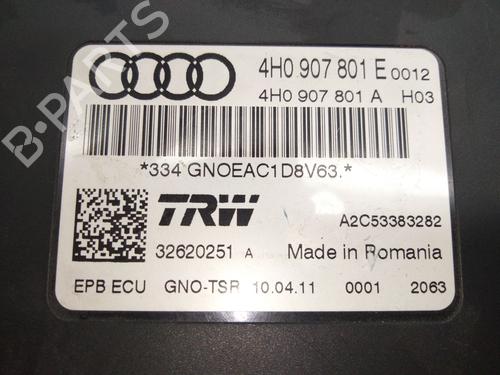 B-PARTS
4H0 907 801 E 0012
4H0 907 801 A H03
*334 GNOEAC1D8V63.*
TRW
A2C53383282
32620251 A Made in Romania
EPB ECU GNO-TSR 10.04.11 0001 2063